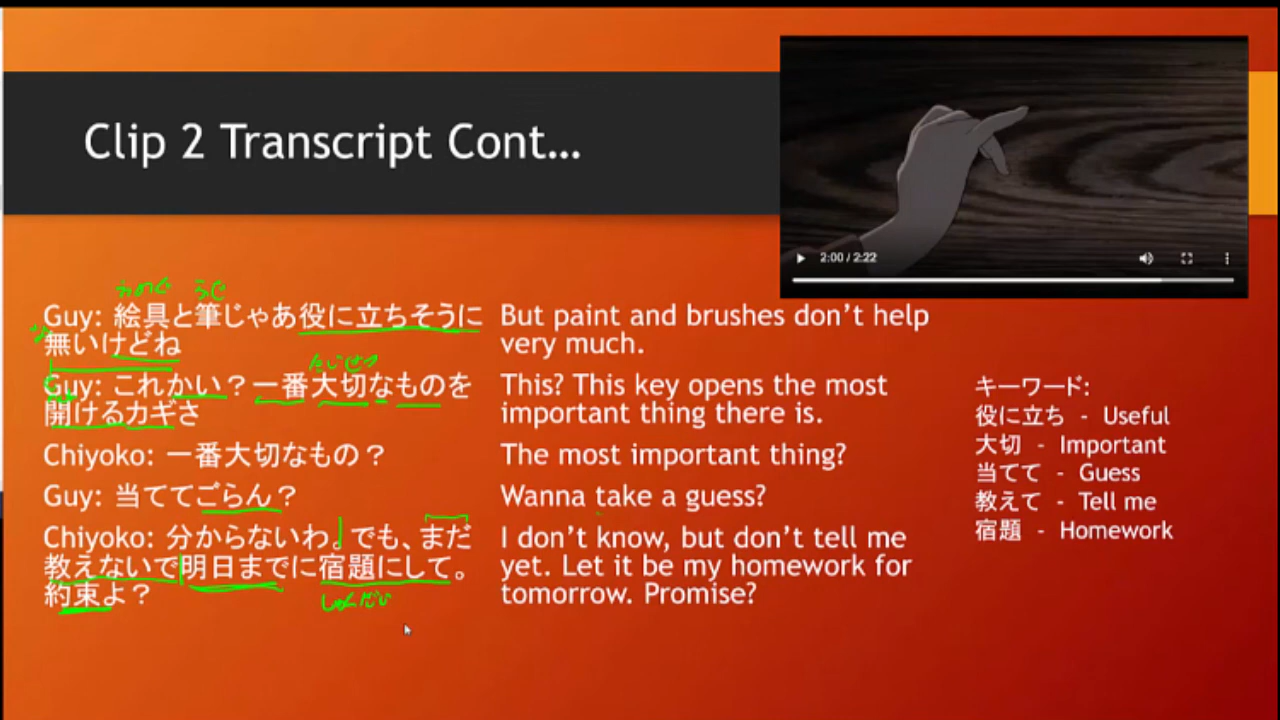 Clip 2 Transcript Cont...
2:00 / 2:22
Guy: 絵具と筆じゃあ役に立ちそうに
無いけどね
Guy: これかい？一番大切なものを
開けるカギさ
Chiyoko: 一番大切なもの？
Guy: 当ててごらん？
Chiyoko: 分からないわ。でも、まだ
教えないで明日までに宿題にして。
約束よ？
But paint and brushes don't help
very much.
This? This key opens the most
important thing there is.
The most important thing?
Wanna take a guess?
I don't know, but don't tell me
yet. Let it be my homework for
tomorrow. Promise?
キーワード:
役に立ち - Useful
大切 - Important
当てて - Guess
教えて - Tell me
宿題 - Homework